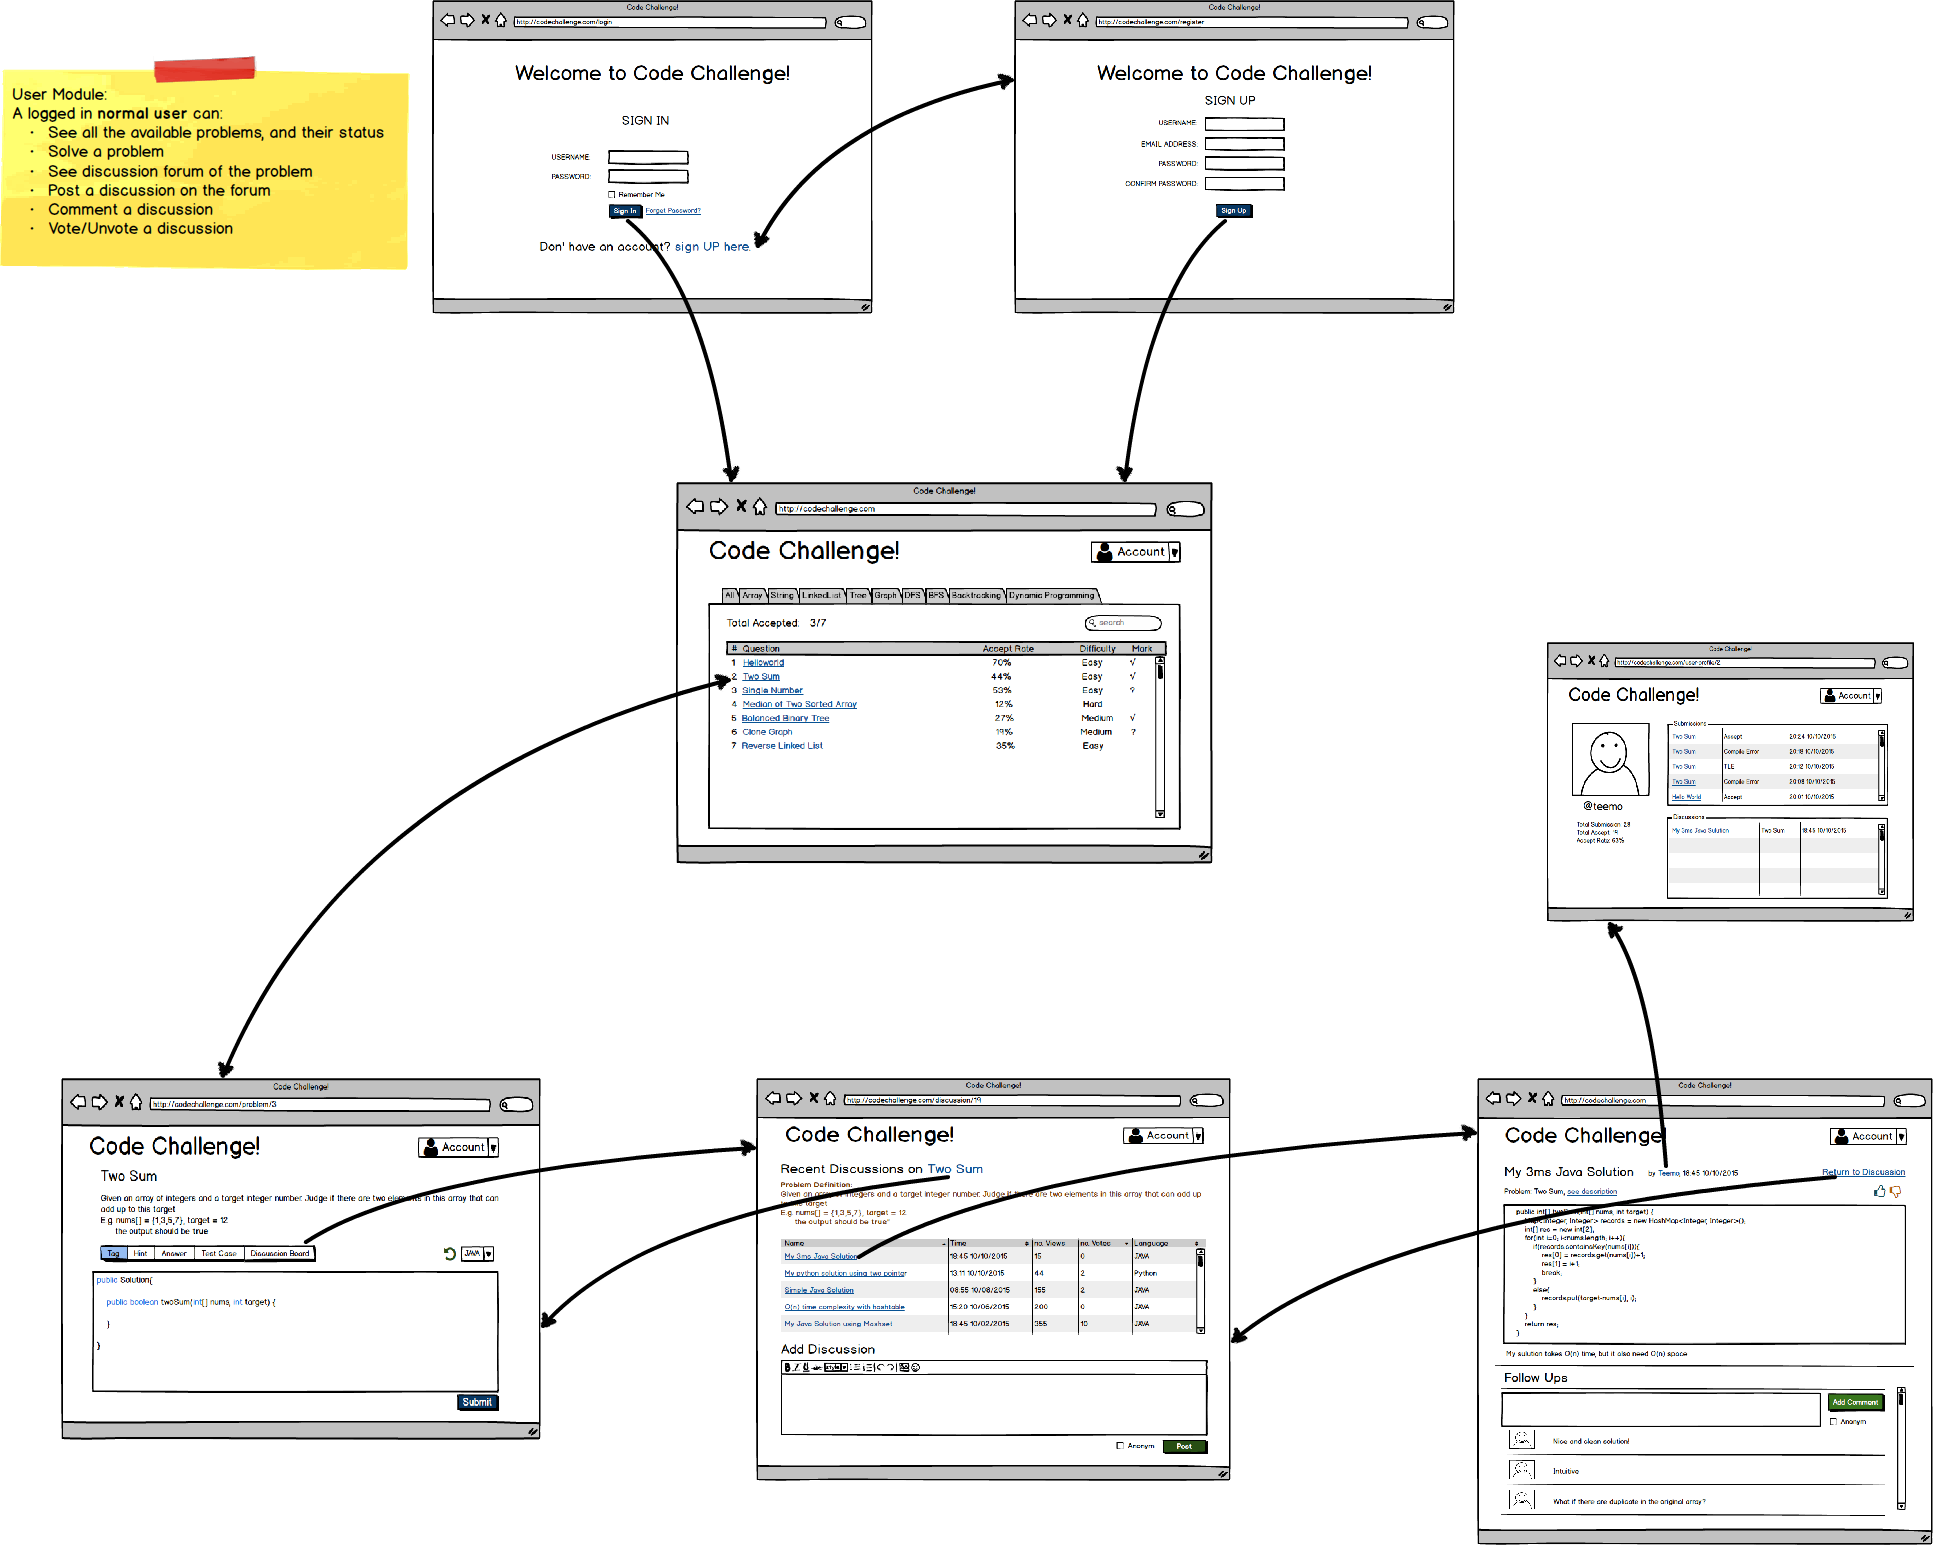 User Module:
A logged in normal user can:
· See all the available problems, and their status
· Solve a problem
· See discussion forum of the problem
· Post a discussion on the forum
· Comment a discussion
· Vote/Unvote a discussion
Code Challenge!
http://codechallenge.com/login
Welcome to Code Challenge!
SIGN IN
USERNAME:
PASSWORD:
Remember Me
Sign In Forgot Password?
Don' have an account? sign UP here.
Code Challenge!
http://codechallenge.com/register
Welcome to Code Challenge!
SIGN UP
USERNAME:
EMAIL ADDRESS:
PASSWORD:
CONFIRM PASSWORD:
Sign Up
Code Challenge!
http://codechallenge.com
Code Challenge!
Account
All Array String LinkedList Tree Graph DFS BFS Backtracking Dynamic Programming
Total Accepted: 3/7
search
# Question Accept Rate Difficulty Mark
1 Helloworld 70% Easy √
2 Two Sum 44% Easy √
3 Single Number 53% Easy ?
4 Median of Two Sorted Array 12% Hard
5 Balanced Binary Tree 27% Medium √
6 Clone Graph 19% Medium ?
7 Reverse Linked List 35% Easy
Code Challenge!
http://codechallenge.com/user-profile/2
Code Challenge!
Account
@teemo
Total Submission: 28
Total Accept: 19
Accept Rate: 63%
Submissions
Two Sum Accept 20:24 10/10/2015
Two Sum Compile Error 20:18 10/10/2015
Two Sum TLE 20:12 10/10/2015
Two Sum Compile Error 20:08 10/10/2015
Hello World Accept 20:01 10/10/2015
Discussions
My 3ms Java Solution Two Sum 18:45 10/10/2015
Code Challenge!
http://codechallenge.com/problem/3
Code Challenge!
Account
Two Sum
Given an array of integers and a target integer number. Judge if there are two elements in this array that can
add up to this target
E.g. nums[] = {1,3,5,7}, target = 12
the output should be true
Tag Hint Answer Test Case Discussion Board
JAVA
public Solution{
public boolean twoSum(int[] nums, int target) {
}
}
Submit
Code Challenge!
http://codechallenge.com/discussion/19
Code Challenge!
Account
Recent Discussions on Two Sum
Problem Definition:
Given an array of integers and a target integer number. Judge if there are two elements in this array that can add up
target
E.g. nums[] = {1,3,5,7}, target = 12
the output should be true"
Name Time no. Views no. Votes Language
My 3ms Java Solution 18:45 10/10/2015 15 0 JAVA
My python solution using two pointer 13:11 10/10/2015 44 2 Python
Simple Java Solution 08:55 10/08/2015 155 2 JAVA
O(n) time complexity with hashtable 15:20 10/06/2015 200 0 JAVA
My Java Solution using Hashset 18:45 10/02/2015 355 10 JAVA
Add Discussion
B I U abc style
Anonym Post
Code Challenge!
http://codechallenge.com
Code Challenge!
Account
My 3ms Java Solution by Teemo, 18:45 10/10/2015 Return to Discussion
Problem: Two Sum, see description
public int[] twoSum(int[] nums, int target) {
Map<Integer, Integer> records = new HashMap<Integer, Integer>();
int[] res = new int[2];
for(int i=0; i<nums.length; i++){
if(records.containsKey(nums[i])){
res[0] = records.get(nums[i])+1;
res[1] = i+1;
break;
}
else{
records.put(target-nums[i], i);
}
}
return res;
}
My sulution takes O(n) time, but it also need O(n) space
Follow Ups
Add Comment
Anonym
Nice and clean solution!
Intuitive
What if there are duplicate in the original array?